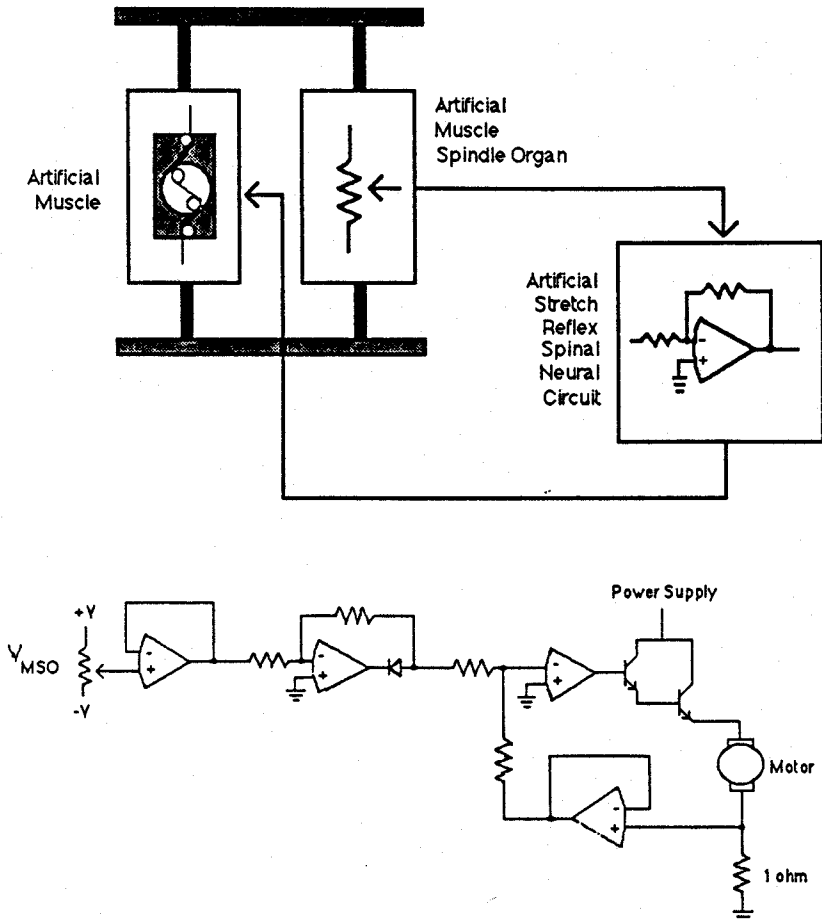 Artificial
Muscle
Spindle Organ
Artificial
Muscle
Artificial
Stretch
Reflex
Spinal
Neural
Circuit
-
+
Power Supply
+V
V MSO
-V
-
+
-
+
-
+
Motor
-
+
1 ohm